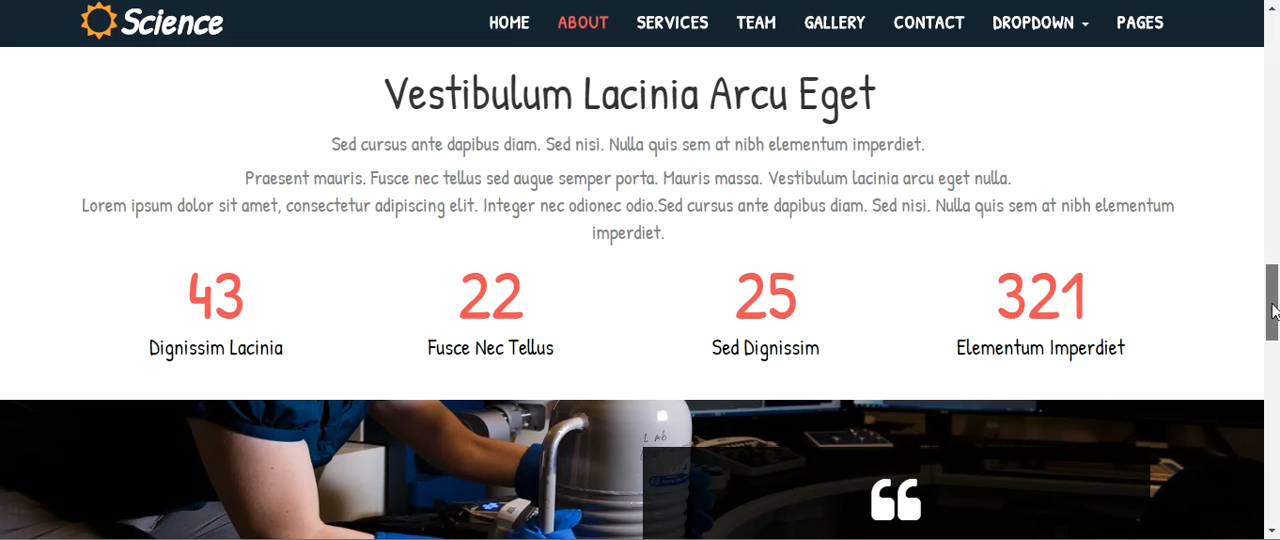 Science
HOME ABOUT SERVICES TEAM GALLERY CONTACT DROPDOWN PAGES
Vestibulum Lacinia Arcu Eget
Sed cursus ante dapibus diam. Sed nisi. Nulla quis sem at nibh elementum imperdiet.
Praesent mauris. Fusce nec tellus sed augue semper porta. Mauris massa. Vestibulum lacinia arcu eget nulla.
Lorem ipsum dolor sit amet, consectetur adipiscing elit. Integer nec odionec odio.Sed cursus ante dapibus diam. Sed nisi. Nulla quis sem at nibh elementum
imperdiet.
43 22 25 321
Dignissim Lacinia Fusce Nec Tellus Sed Dignissim Elementum Imperdiet
Lab
“